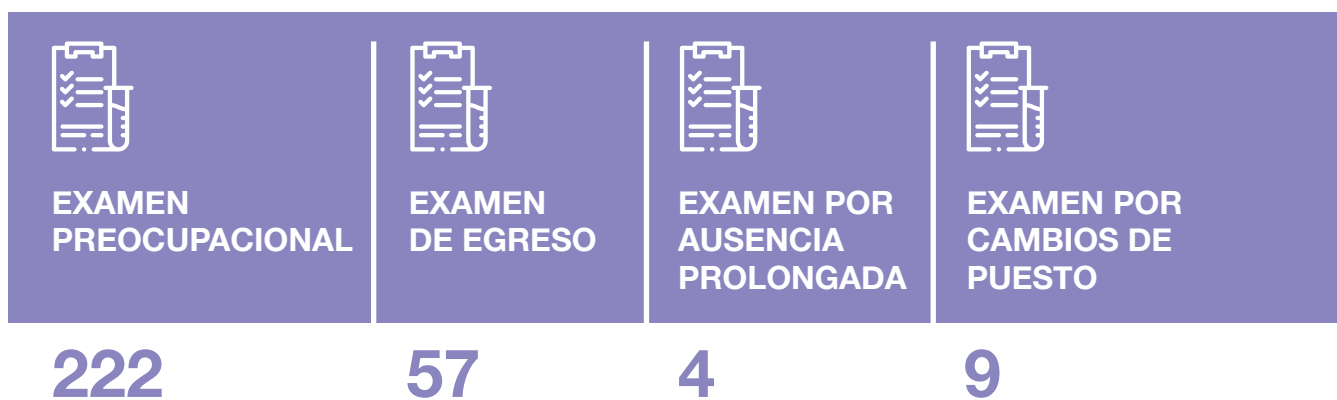 EXAMEN
PREOCUPACIONAL
222
EXAMEN
DE EGRESO
57
EXAMEN POR
AUSENCIA
PROLONGADA
4
EXAMEN POR
CAMBIOS DE
PUESTO
9